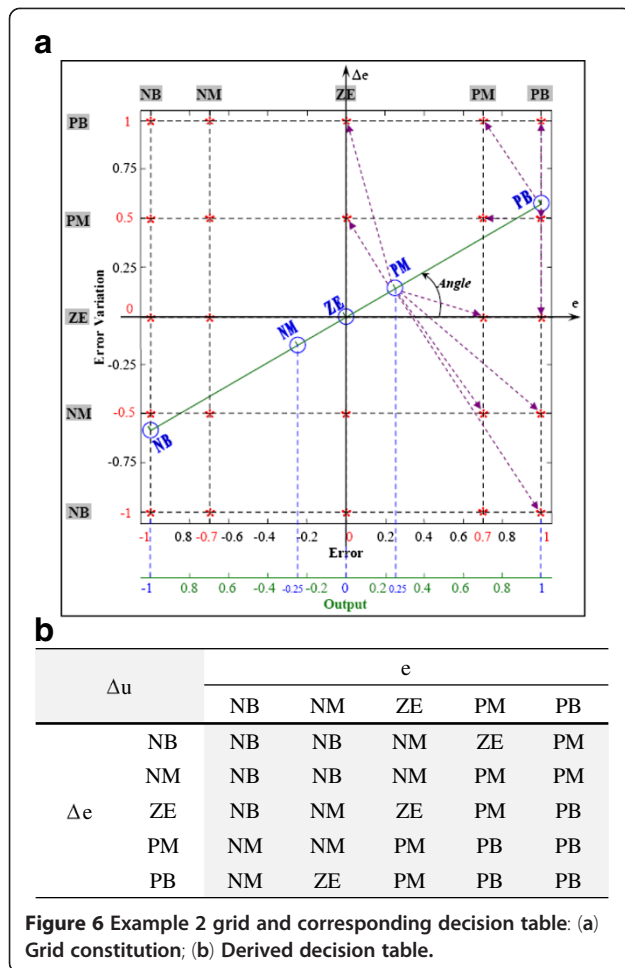 a
Δe
NB NM ZE PM PB
PB 1
0.75
PM 0.5
PB
0.25
PM
Angle
ZE 0
ZE
e
Error Variation
NM
-0.25
NM -0.5
NB
-0.75
NB -1
-1 0.8 -0.7 -0.6 -0.4 -0.2 0 0.2 0.4 0.6 0.7 0.8 1
Error
-1 0.8 0.6 0.4 -0.25 0.2 0 0.2 0.25 0.4 0.6 0.8 1
Output
b
Δu e
NB NM ZE PM PB
NB NB NB NM ZE PM
NM NB NB NM PM PM
Δe ZE NB NM ZE PM PB
PM NM NM PM PB PB
PB NM ZE PM PB PB
Figure 6 Example 2 grid and corresponding decision table: (a)
Grid constitution; (b) Derived decision table.